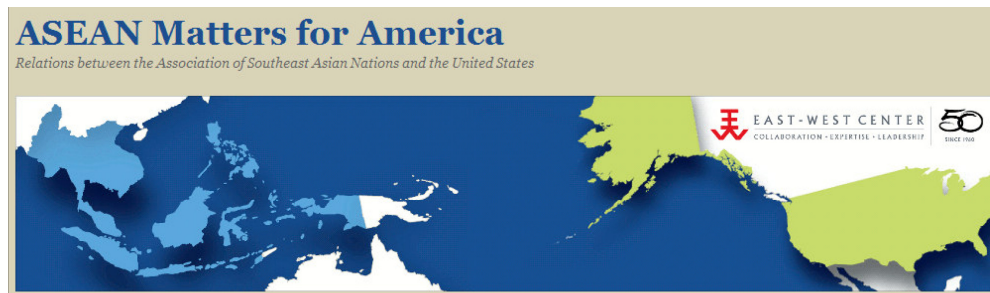 ASEAN Matters for America
Relations between the Association of Southeast Asian Nations and the United States
EAST-WEST CENTER
COLLABORATION • EXPERTISE • LEADERSHIP
50
SINCE 1960